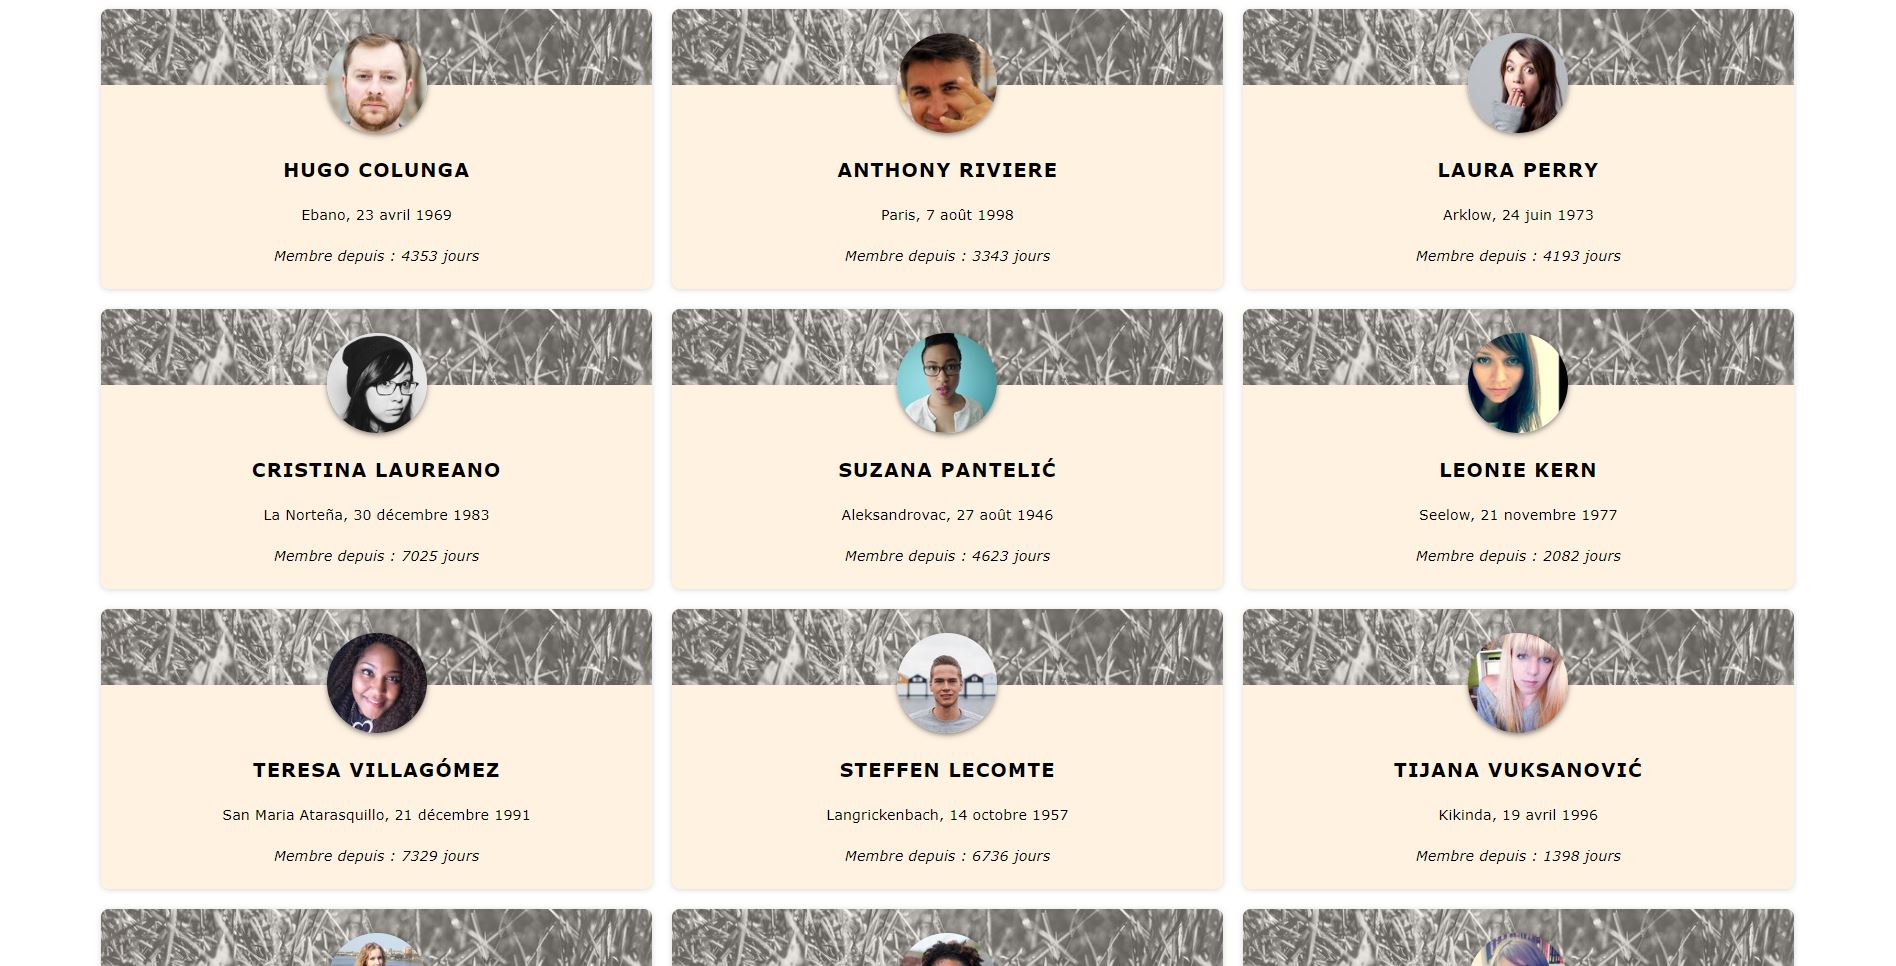 HUGO COLUNGA
Ebano, 23 avril 1969
Membre depuis : 4353 jours
ANTHONY RIVIERE
Paris, 7 août 1998
Membre depuis : 3343 jours
LAURA PERRY
Arklow, 24 juin 1973
Membre depuis : 4193 jours
CRISTINA LAUREANO
La Norteña, 30 décembre 1983
Membre depuis : 7025 jours
SUZANA PANTELIĆ
Aleksandrovac, 27 août 1946
Membre depuis : 4623 jours
LEONIE KERN
Seelow, 21 novembre 1977
Membre depuis : 2082 jours
TERESA VILLAGÓMEZ
San Maria Atarasquillo, 21 décembre 1991
Membre depuis : 7329 jours
STEFFEN LECOMTE
Langrickenbach, 14 octobre 1957
Membre depuis : 6736 jours
TIJANA VUKSANOVIĆ
Kikinda, 19 avril 1996
Membre depuis : 1398 jours